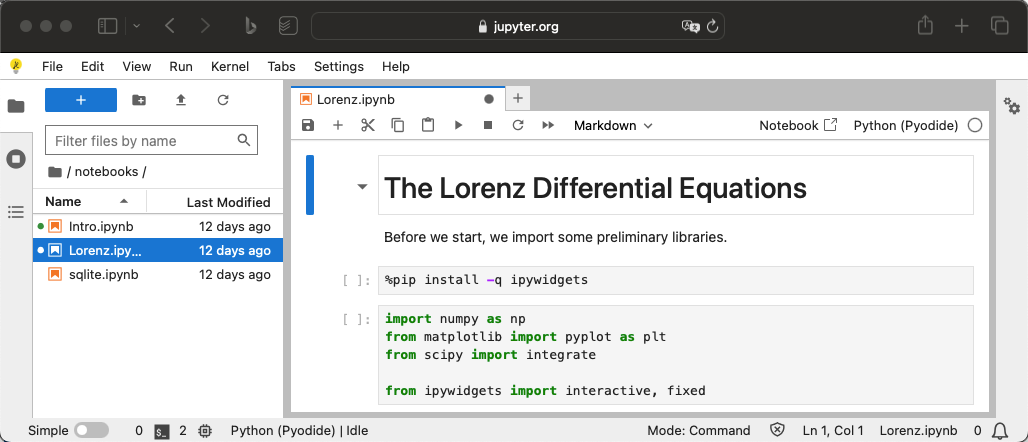 jupyter.org
File Edit View Run Kernel Tabs Settings Help
Lorenz.ipynb
Filter files by name
Markdown
Notebook
Python (Pyodide)
/ notebooks /
Name
Last Modified
Intro.ipynb 12 days ago
Lorenz.ipy... 12 days ago
sqlite.ipynb 12 days ago
The Lorenz Differential Equations
Before we start, we import some preliminary libraries.
[ ]: %pip install -q ipywidgets
[ ]: import numpy as np
from matplotlib import pyplot as plt
from scipy import integrate
from ipywidgets import interactive, fixed
Simple 0 $_ 2 Python (Pyodide) | Idle Mode: Command Ln 1, Col 1 Lorenz.ipynb 0